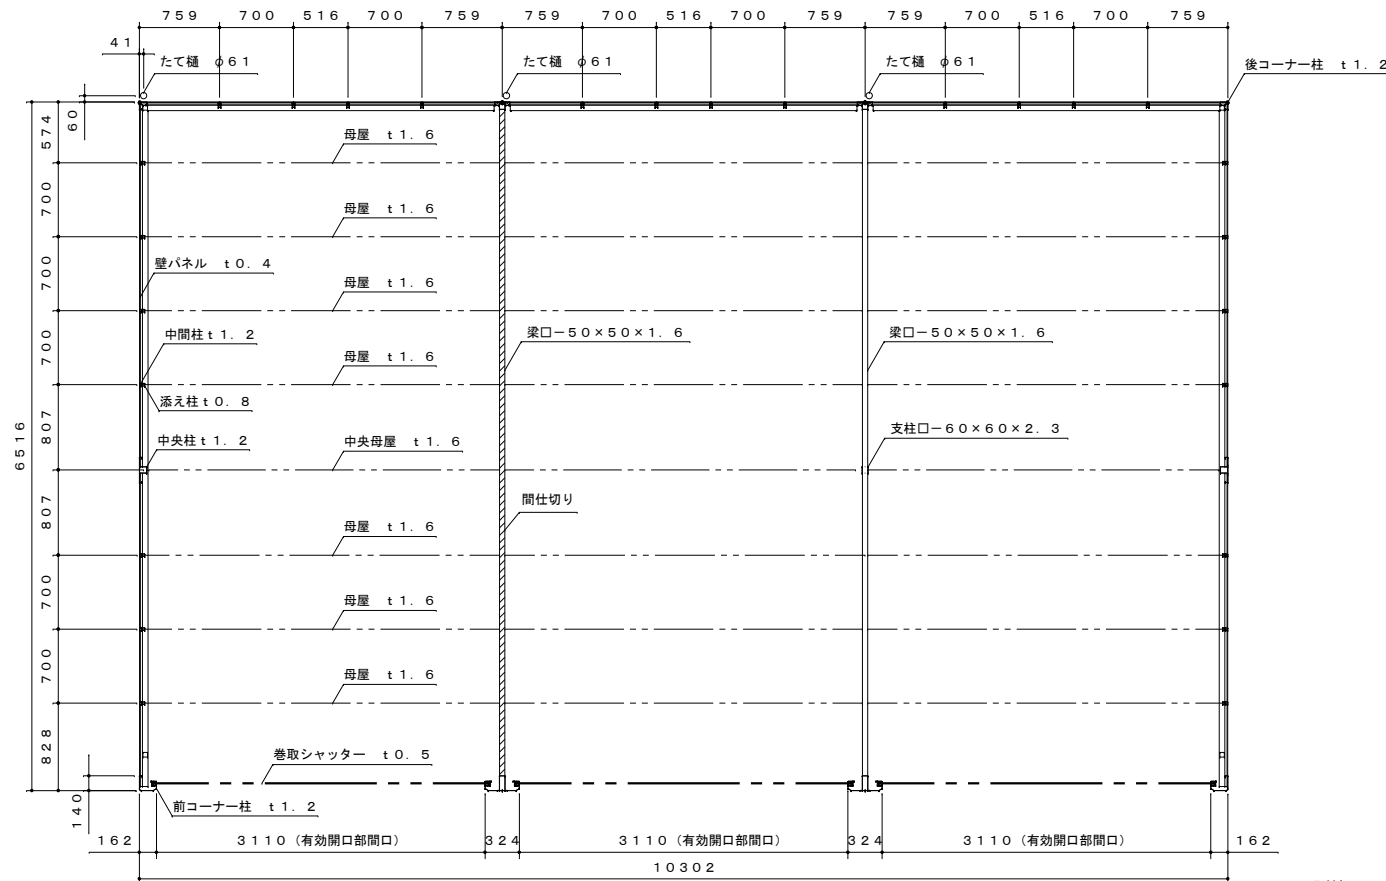 759 700 516 700 759 759 700 516 700 759 759 700 516 700 759
41
たて樋 φ61 たて樋 φ61 たて樋 φ61
後コーナー柱 t1.2
60
574
母屋 t1.6
700
母屋 t1.6
700
壁パネル t0.4
母屋 t1.6
700
中間柱t1.2
梁口-50×50×1.6 梁口-50×50×1.6
母屋 t1.6
添え柱t0.8
6516
807
中央柱t1.2
中央母屋 t1.6
支柱口-60×60×2.3
807
間仕切り
母屋 t1.6
700
母屋 t1.6
700
母屋 t1.6
828
巻取シャッター t0.5
140
前コーナー柱 t1.2
162 3110(有効開口部間口) 324 3110(有効開口部間口) 324 3110(有効開口部間口) 162
10302